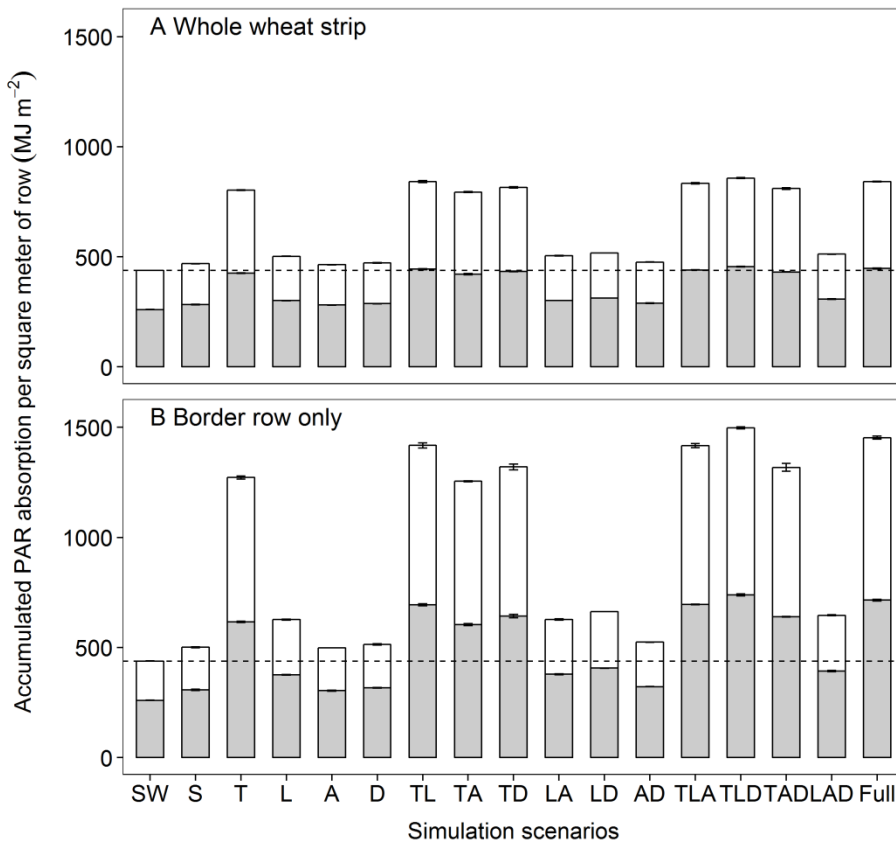 Accumulated PAR absorption per square meter of row (MJ m⁻²)
A Whole wheat strip
1500
1000
500
0
B Border row only
1500
1000
500
0
SW S T L A D TL TA TD LA LD AD TLA TLD TAD LAD Full
Simulation scenarios